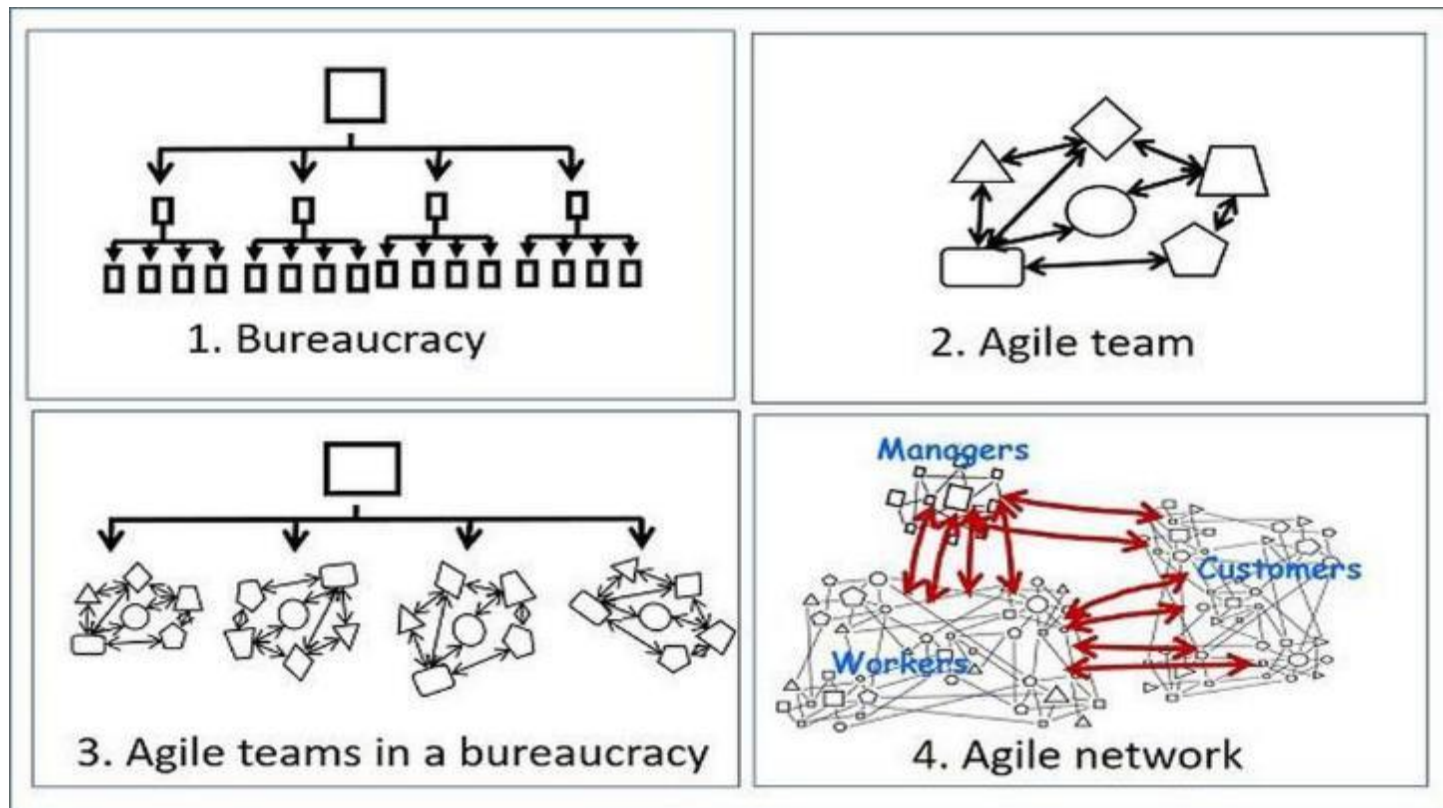 1. Bureaucracy
2. Agile team
3. Agile teams in a bureaucracy
Managers
Customers
Workers
4. Agile network